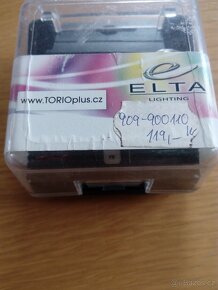 ELTA
LIGHTING
www.TORIOplus.cz
909-900110
119,-